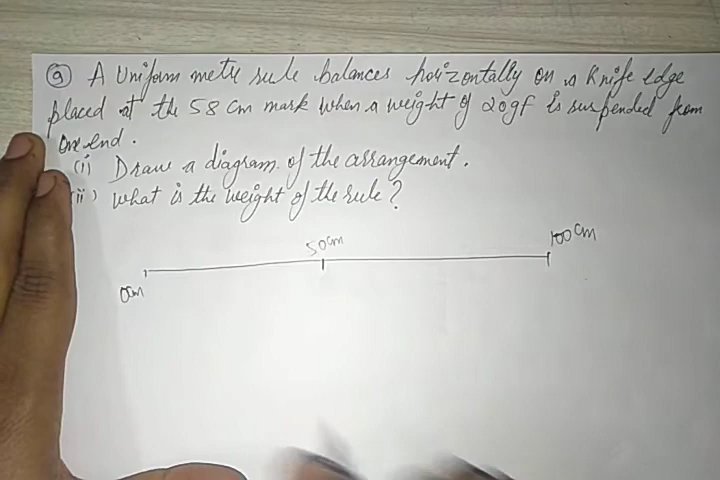 9 A Uniform metre rule balances horizontally on a Knife edge
placed at the 58 cm mark when a weight of 20gf is suspended from
one end.
(i) Draw a diagram of the arrangement.
(ii) What is the weight of the rule?
50cm
100cm
0cm